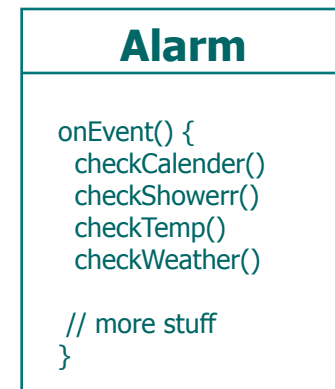 Alarm
onEvent() {
checkCalender()
checkShowerr()
checkTemp()
checkWeather()
// more stuff
}